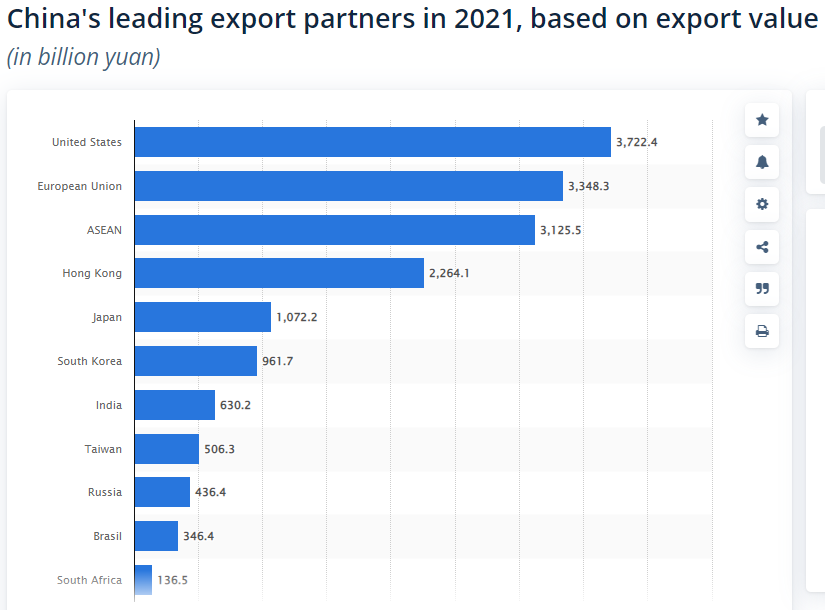 China's leading export partners in 2021, based on export value
(in billion yuan)
United States 3,722.4
European Union 3,348.3
ASEAN 3,125.5
Hong Kong 2,264.1
Japan 1,072.2
South Korea 961.7
India 630.2
Taiwan 506.3
Russia 436.4
Brasil 346.4
South Africa 136.5